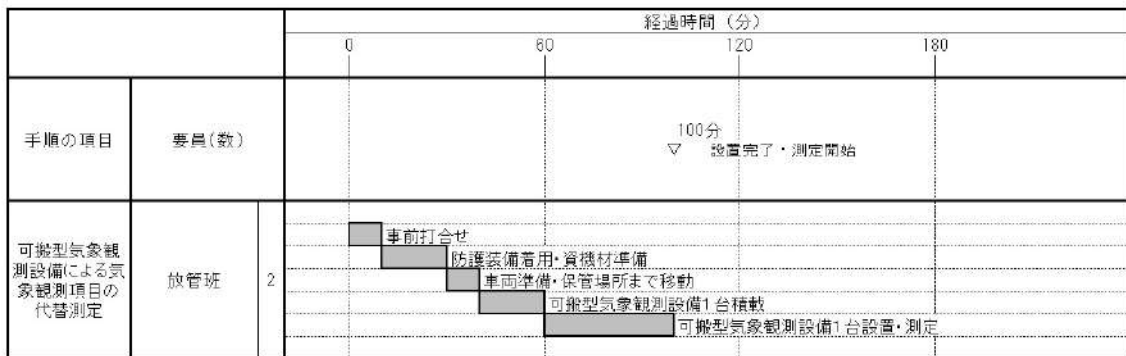 経過時間（分）
0 60 120 180
手順の項目 要員(数)
100分
▽ 設置完了・測定開始
可搬型気象観
測設備による気
象観測項目の
代替測定
放管班 2
事前打合せ
防護装備着用・資機材準備
車両準備・保管場所まで移動
可搬型気象観測設備1台積載
可搬型気象観測設備1台設置・測定